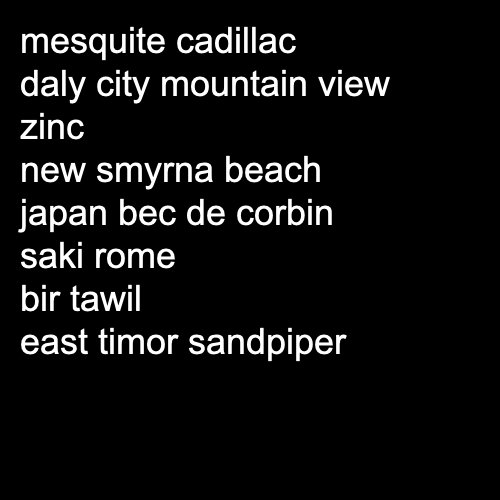 mesquite cadillac
daly city mountain view
zinc
new smyrna beach
japan bec de corbin
saki rome
bir tawil
east timor sandpiper